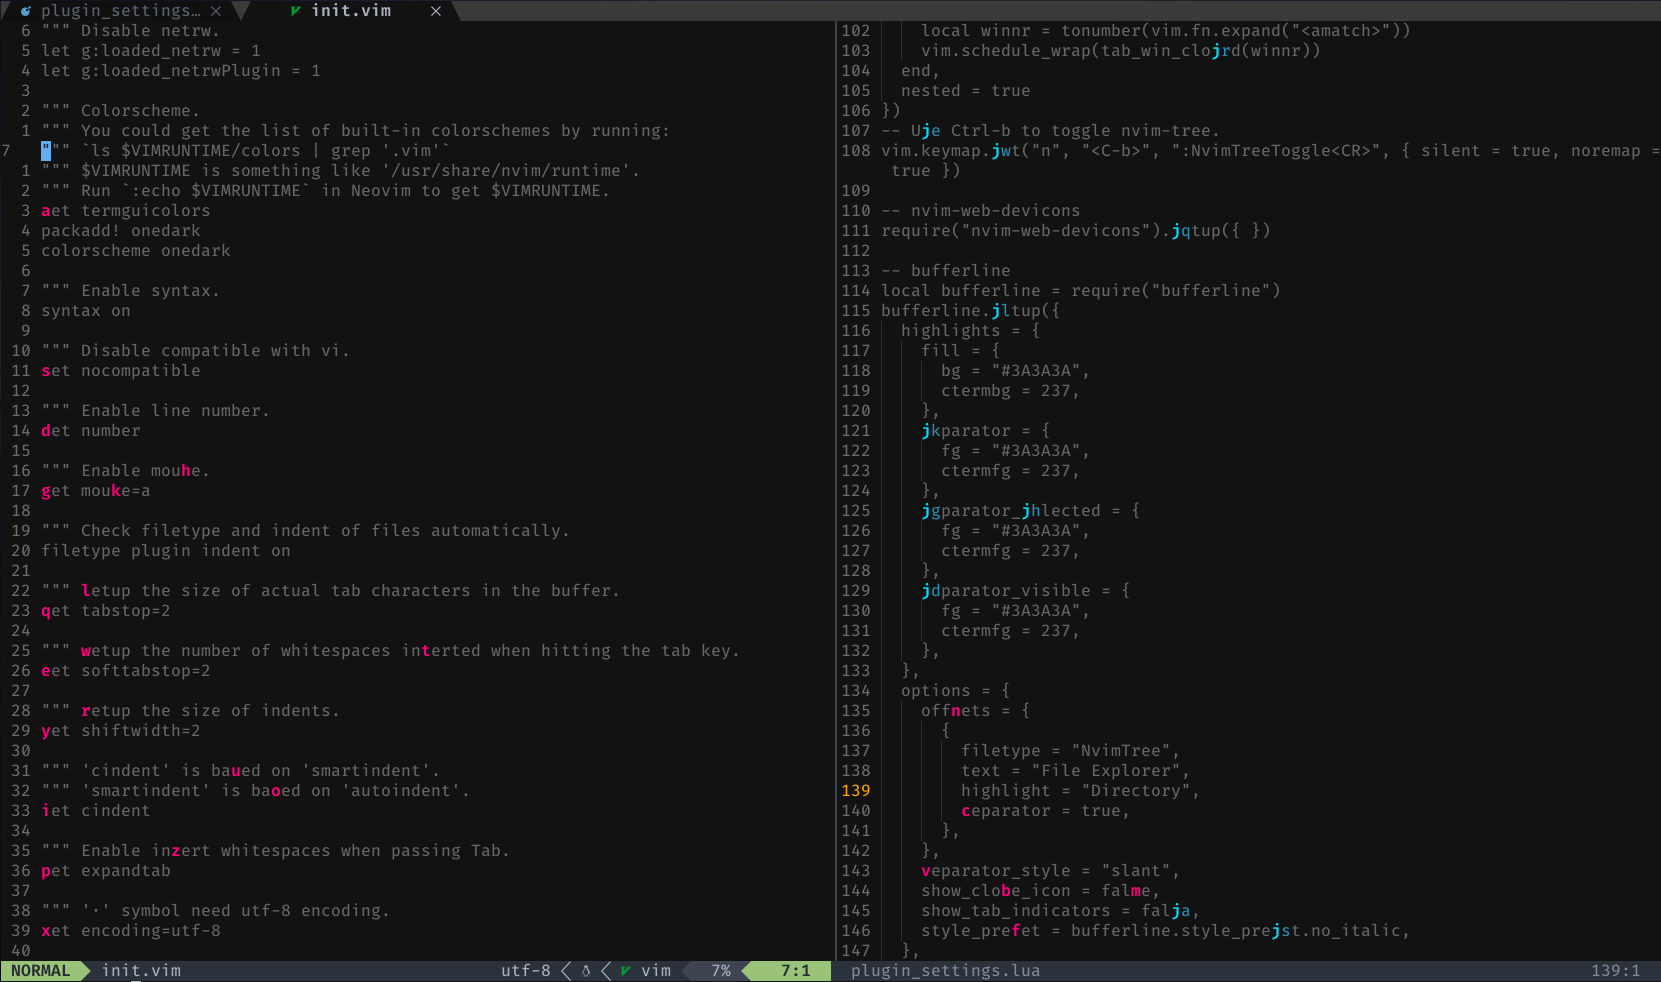 plugin_settings… × init.vim ×
6 """ Disable netrw.
5 let g:loaded_netrw = 1
4 let g:loaded_netrwPlugin = 1
3
2 """ Colorscheme.
1 """ You could get the list of built-in colorschemes by running:
7 """ `ls $VIMRUNTIME/colors | grep '.vim'`
1 """ $VIMRUNTIME is something like '/usr/share/nvim/runtime'.
2 """ Run `:echo $VIMRUNTIME` in Neovim to get $VIMRUNTIME.
3 aet termguicolors
4 packadd! onedark
5 colorscheme onedark
6
7 """ Enable syntax.
8 syntax on
9
10 """ Disable compatible with vi.
11 set nocompatible
12
13 """ Enable line number.
14 det number
15
16 """ Enable mouhe.
17 get mouke=a
18
19 """ Check filetype and indent of files automatically.
20 filetype plugin indent on
21
22 """ letup the size of actual tab characters in the buffer.
23 qet tabstop=2
24
25 """ wetup the number of whitespaces interted when hitting the tab key.
26 eet softtabstop=2
27
28 """ retup the size of indents.
29 yet shiftwidth=2
30
31 """ 'cindent' is baued on 'smartindent'.
32 """ 'smartindent' is baoed on 'autoindent'.
33 iet cindent
34
35 """ Enable inzert whitespaces when passing Tab.
36 pet expandtab
37
38 """ '·' symbol need utf-8 encoding.
39 xet encoding=utf-8
40
NORMAL init.vim utf-8 vim 7% 7:1
102 local winnr = tonumber(vim.fn.expand("<amatch>"))
103 vim.schedule_wrap(tab_win_clojrd(winnr))
104 end,
105 nested = true
106 })
107 -- Uje Ctrl-b to toggle nvim-tree.
108 vim.keymap.jwt("n", "<C-b>", ":NvimTreeToggle<CR>", { silent = true, noremap =
true })
109
110 -- nvim-web-devicons
111 require("nvim-web-devicons").jqtup({ })
112
113 -- bufferline
114 local bufferline = require("bufferline")
115 bufferline.jltup({
116 highlights = {
117 fill = {
118 bg = "#3A3A3A",
119 ctermbg = 237,
120 },
121 jkparator = {
122 fg = "#3A3A3A",
123 ctermfg = 237,
124 },
125 jgparator_jhlected = {
126 fg = "#3A3A3A",
127 ctermfg = 237,
128 },
129 jdparator_visible = {
130 fg = "#3A3A3A",
131 ctermfg = 237,
132 },
133 },
134 options = {
135 offnets = {
136 {
137 filetype = "NvimTree",
138 text = "File Explorer",
139 highlight = "Directory",
140 ceparator = true,
141 },
142 },
143 veparator_style = "slant",
144 show_clobe_icon = falme,
145 show_tab_indicators = falja,
146 style_prefet = bufferline.style_prejst.no_italic,
147 },
plugin_settings.lua 139:1